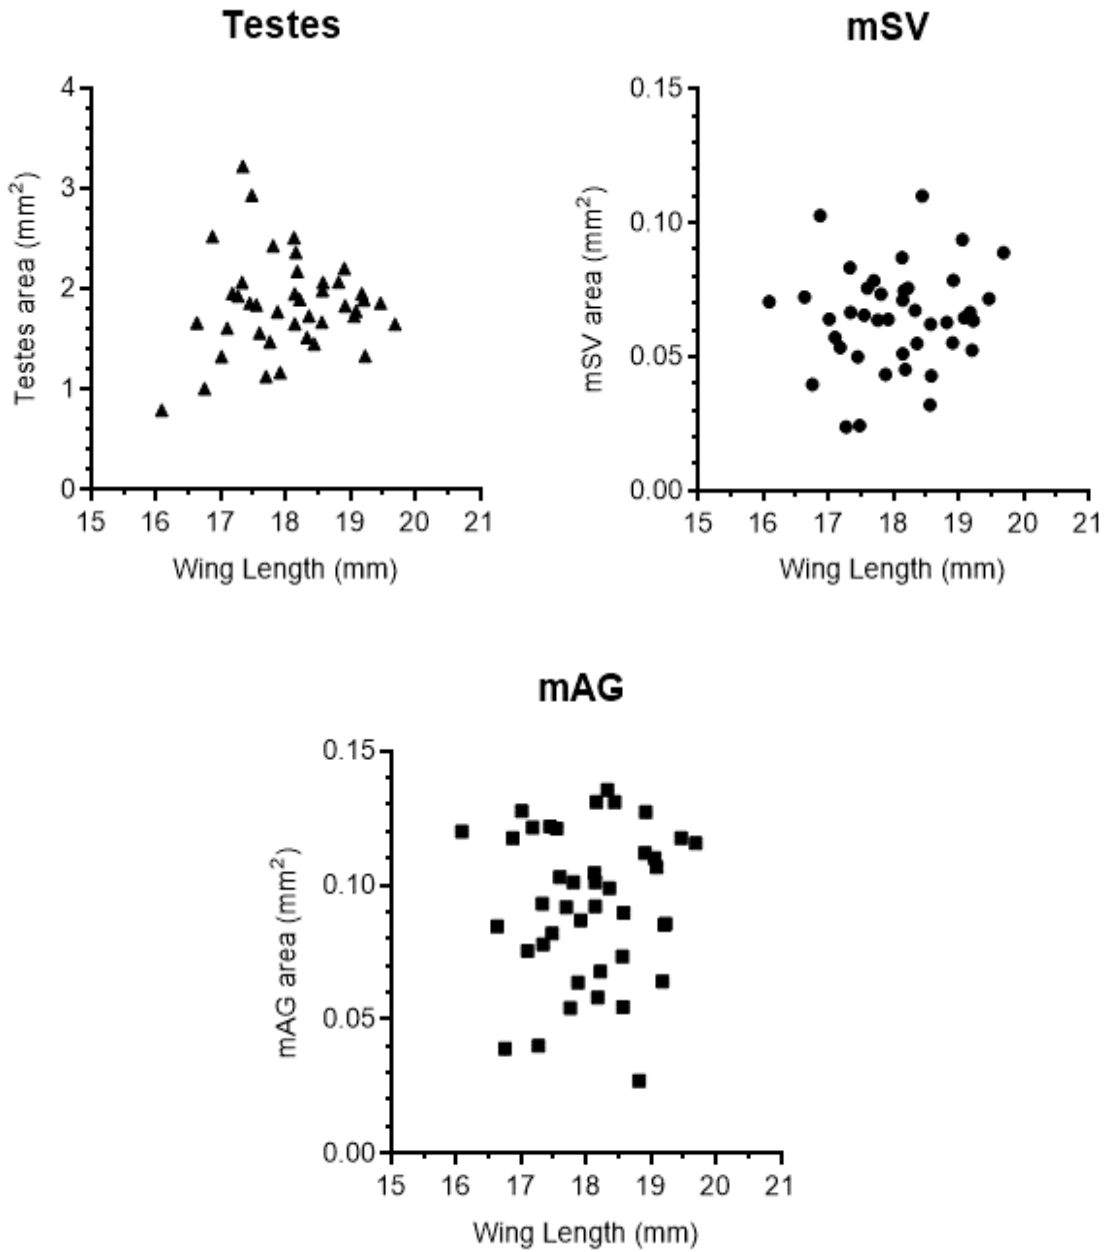 Testes
4
3
2
1
0
Testes area (mm²)
15 16 17 18 19 20 21
Wing Length (mm)
mSV
0.15
0.10
0.05
0.00
mSV area (mm²)
15 16 17 18 19 20 21
Wing Length (mm)
mAG
0.15
0.10
0.05
0.00
mAG area (mm²)
15 16 17 18 19 20 21
Wing Length (mm)